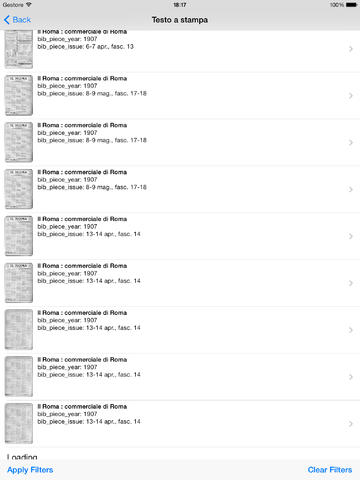 Gestore 18:17 100%
Back Testo a stampa
Il Roma : commerciale di Roma
bib_piece_year: 1907
bib_piece_issue: 6-7 apr., fasc. 13
Il Roma : commerciale di Roma
bib_piece_year: 1907
bib_piece_issue: 8-9 mag., fasc. 17-18
Il Roma : commerciale di Roma
bib_piece_year: 1907
bib_piece_issue: 8-9 mag., fasc. 17-18
Il Roma : commerciale di Roma
bib_piece_year: 1907
bib_piece_issue: 8-9 mag., fasc. 17-18
Il Roma : commerciale di Roma
bib_piece_year: 1907
bib_piece_issue: 13-14 apr., fasc. 14
Il Roma : commerciale di Roma
bib_piece_year: 1907
bib_piece_issue: 13-14 apr., fasc. 14
Il Roma : commerciale di Roma
bib_piece_year: 1907
bib_piece_issue: 13-14 apr., fasc. 14
Il Roma : commerciale di Roma
bib_piece_year: 1907
bib_piece_issue: 13-14 apr., fasc. 14
Il Roma : commerciale di Roma
bib_piece_year: 1907
bib_piece_issue: 13-14 apr., fasc. 14
Loading
Apply Filters Clear Filters